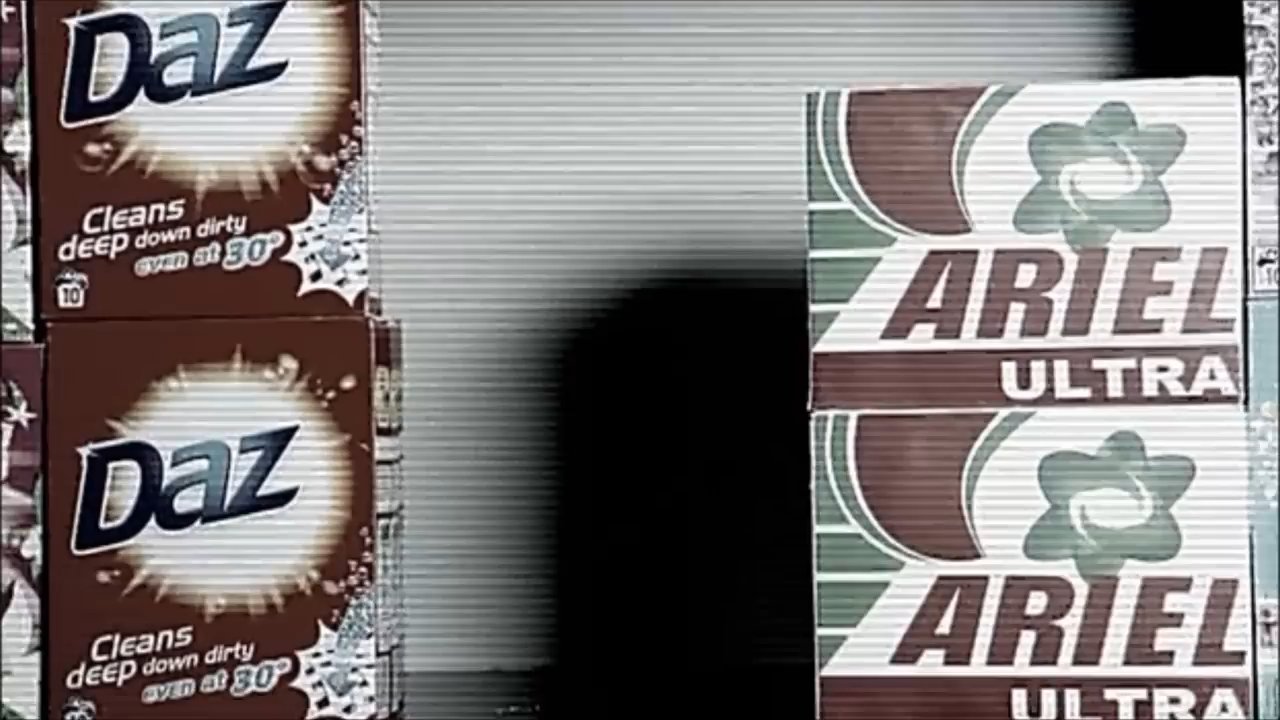 Daz
Cleans
deep down dirty
even at 30°
10
Daz
Cleans
deep down dirty
even at 30°
ARIEL
ULTRA
ARIEL
ULTRA